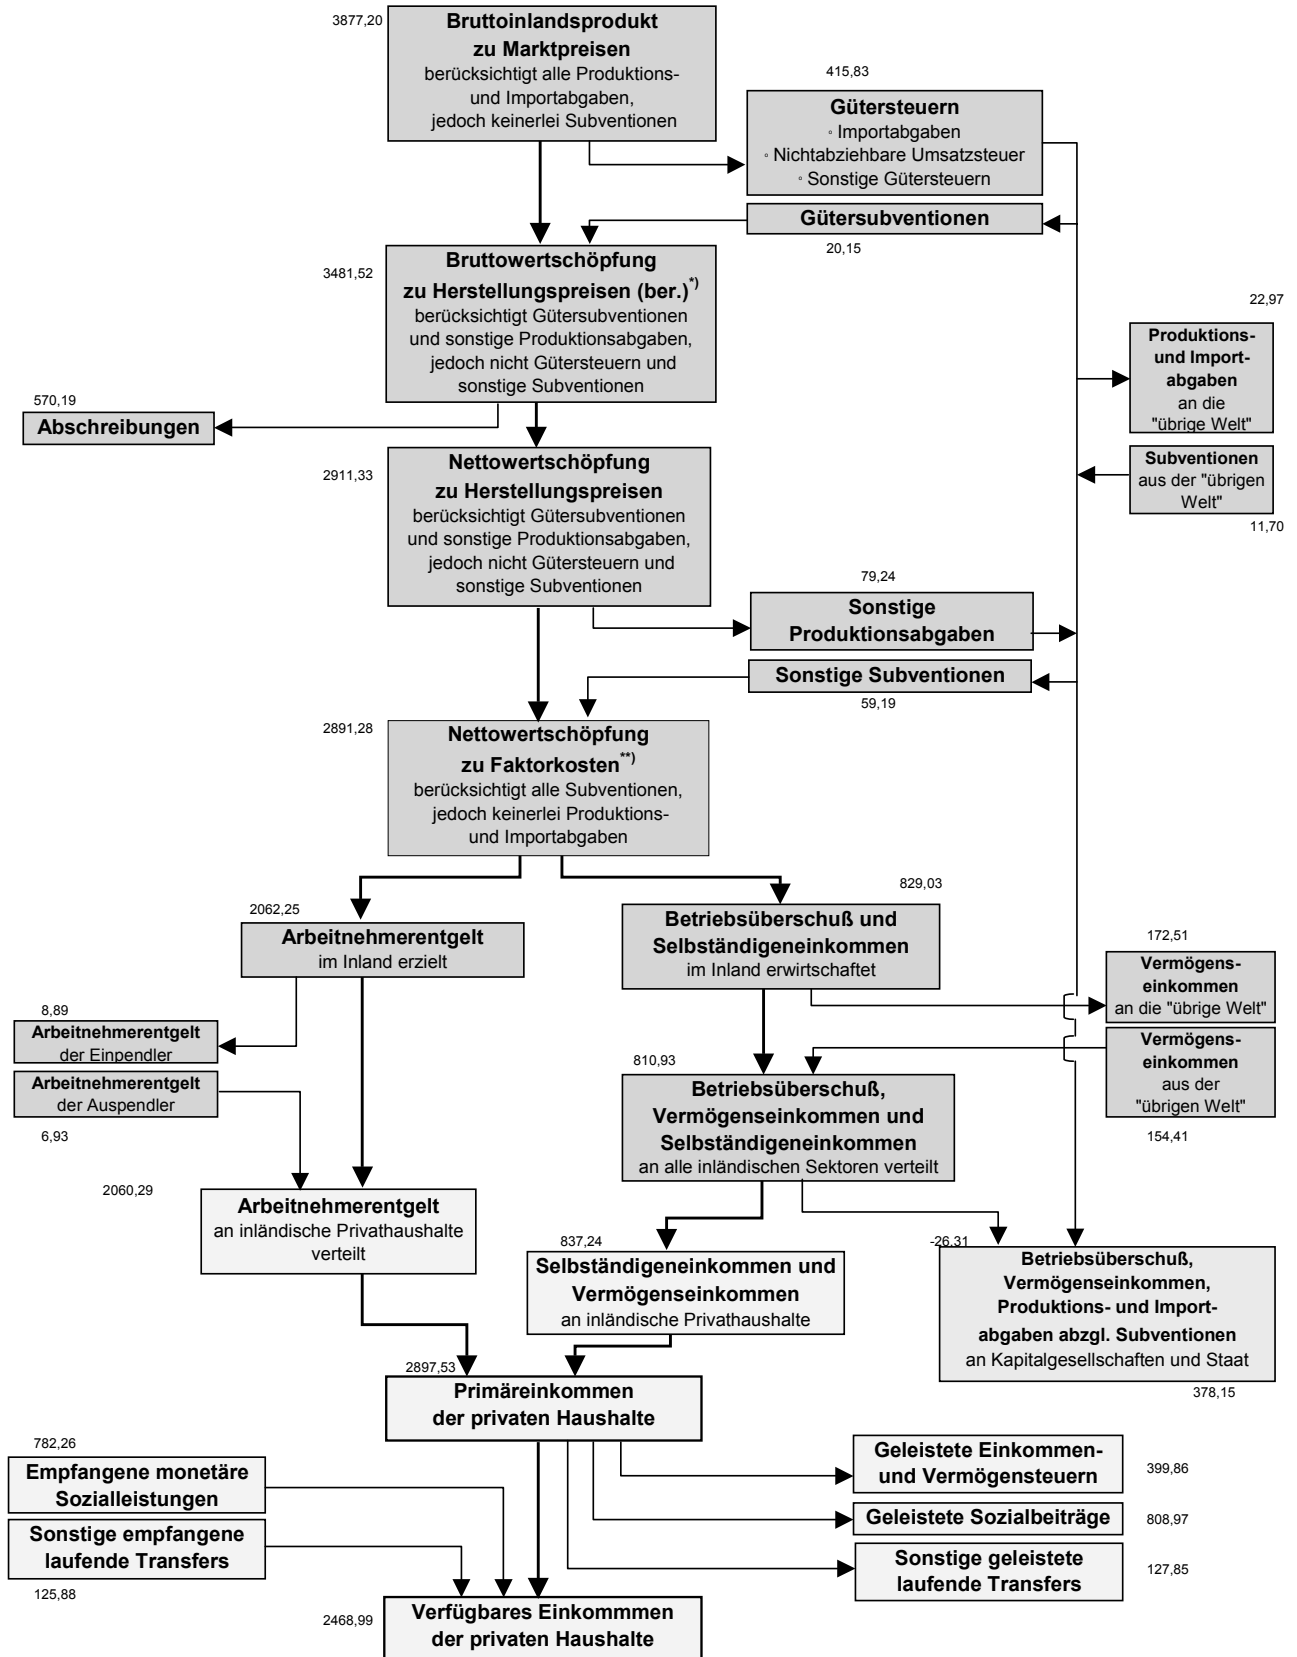 3877,20
Bruttoinlandsprodukt
zu Marktpreisen
berücksichtigt alle Produktions-
und Importabgaben,
jedoch keinerlei Subventionen
415,83
Gütersteuern
◦ Importabgaben
◦ Nichtabziehbare Umsatzsteuer
◦ Sonstige Gütersteuern
Gütersubventionen
20,15
3481,52
Bruttowertschöpfung
zu Herstellungspreisen (ber.)*)
berücksichtigt Gütersubventionen
und sonstige Produktionsabgaben,
jedoch nicht Gütersteuern und
sonstige Subventionen
22,97
Produktions-
und Import-
abgaben
an die
"übrige Welt"
570,19
Abschreibungen
Subventionen
aus der "übrigen
Welt"
11,70
2911,33
Nettowertschöpfung
zu Herstellungspreisen
berücksichtigt Gütersubventionen
und sonstige Produktionsabgaben,
jedoch nicht Gütersteuern und
sonstige Subventionen
79,24
Sonstige
Produktionsabgaben
Sonstige Subventionen
59,19
2891,28
Nettowertschöpfung
zu Faktorkosten**)
berücksichtigt alle Subventionen,
jedoch keinerlei Produktions-
und Importabgaben
2062,25
Arbeitnehmerentgelt
im Inland erzielt
829,03
Betriebsüberschuß und
Selbständigeneinkommen
im Inland erwirtschaftet
172,51
Vermögens-
einkommen
an die "übrige Welt"
8,89
Arbeitnehmerentgelt
der Einpendler
Arbeitnehmerentgelt
der Auspendler
6,93
810,93
Betriebsüberschuß,
Vermögenseinkommen und
Selbständigeneinkommen
an alle inländischen Sektoren verteilt
Vermögens-
einkommen
aus der
"übrigen Welt"
154,41
2060,29
Arbeitnehmerentgelt
an inländische Privathaushalte
verteilt
837,24
Selbständigeneinkommen und
Vermögenseinkommen
an inländische Privathaushalte
-26,31
Betriebsüberschuß,
Vermögenseinkommen,
Produktions- und Import-
abgaben abzgl. Subventionen
an Kapitalgesellschaften und Staat
378,15
2897,53
Primäreinkommen
der privaten Haushalte
782,26
Empfangene monetäre
Sozialleistungen
Sonstige empfangene
laufende Transfers
125,88
Geleistete Einkommen-
und Vermögensteuern
399,86
Geleistete Sozialbeiträge
808,97
Sonstige geleistete
laufende Transfers
127,85
2468,99
Verfügbares Einkommmen
der privaten Haushalte